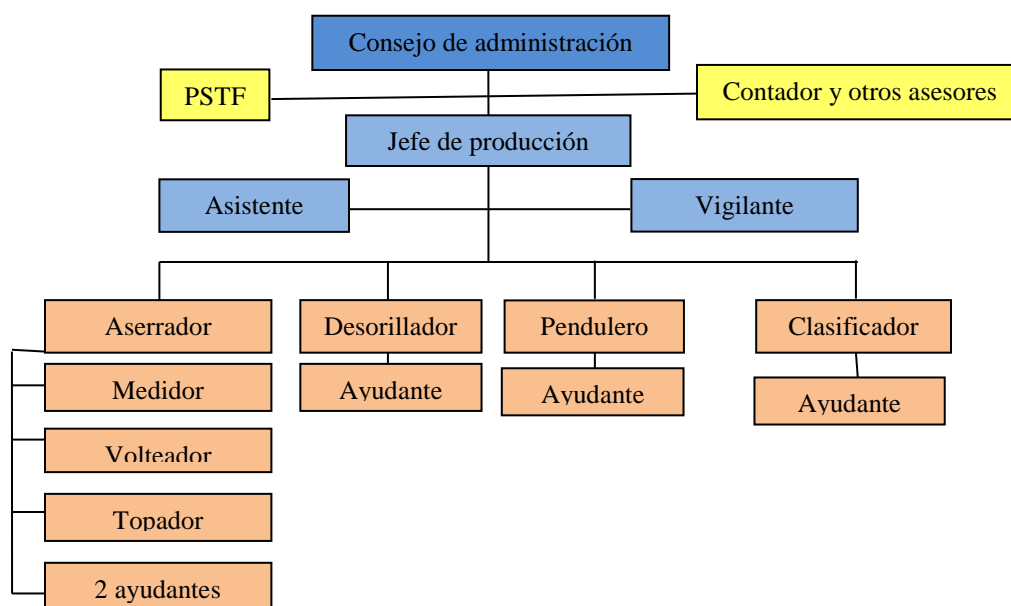 Consejo de administración
PSTF
Contador y otros asesores
Jefe de producción
Asistente
Vigilante
Aserrador
Desorillador
Pendulero
Clasificador
Medidor
Ayudante
Ayudante
Ayudante
Volteador
Topador
2 ayudantes